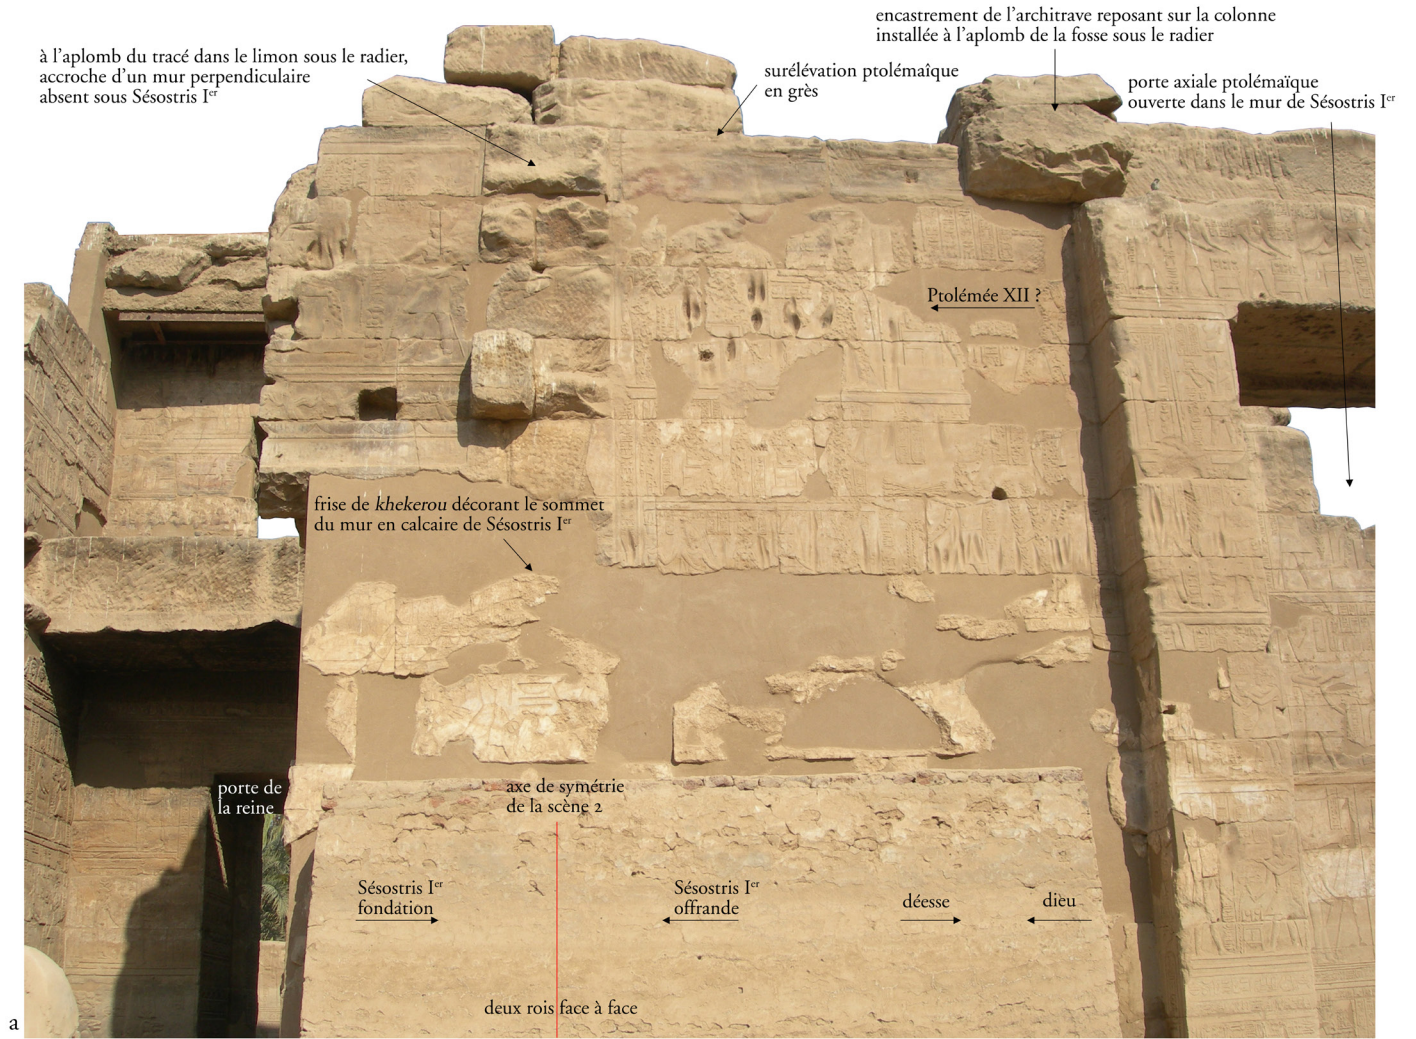 encastrement de l’architrave reposant sur la colonne
installée à l’aplomb de la fosse sous le radier
à l’aplomb du tracé dans le limon sous le radier,
accroche d’un mur perpendiculaire
absent sous Sésostris Ier
surélévation ptolémaîque
en grès
porte axiale ptolémaïque
ouverte dans le mur de Sésostris Ier
Ptolémée XII ?
frise de khekerou décorant le sommet
du mur en calcaire de Sésostris Ier
porte de
la reine
axe de symétrie
de la scène 2
Sésostris Ier
fondation
Sésostris Ier
offrande
déesse
dieu
deux rois face à face
a